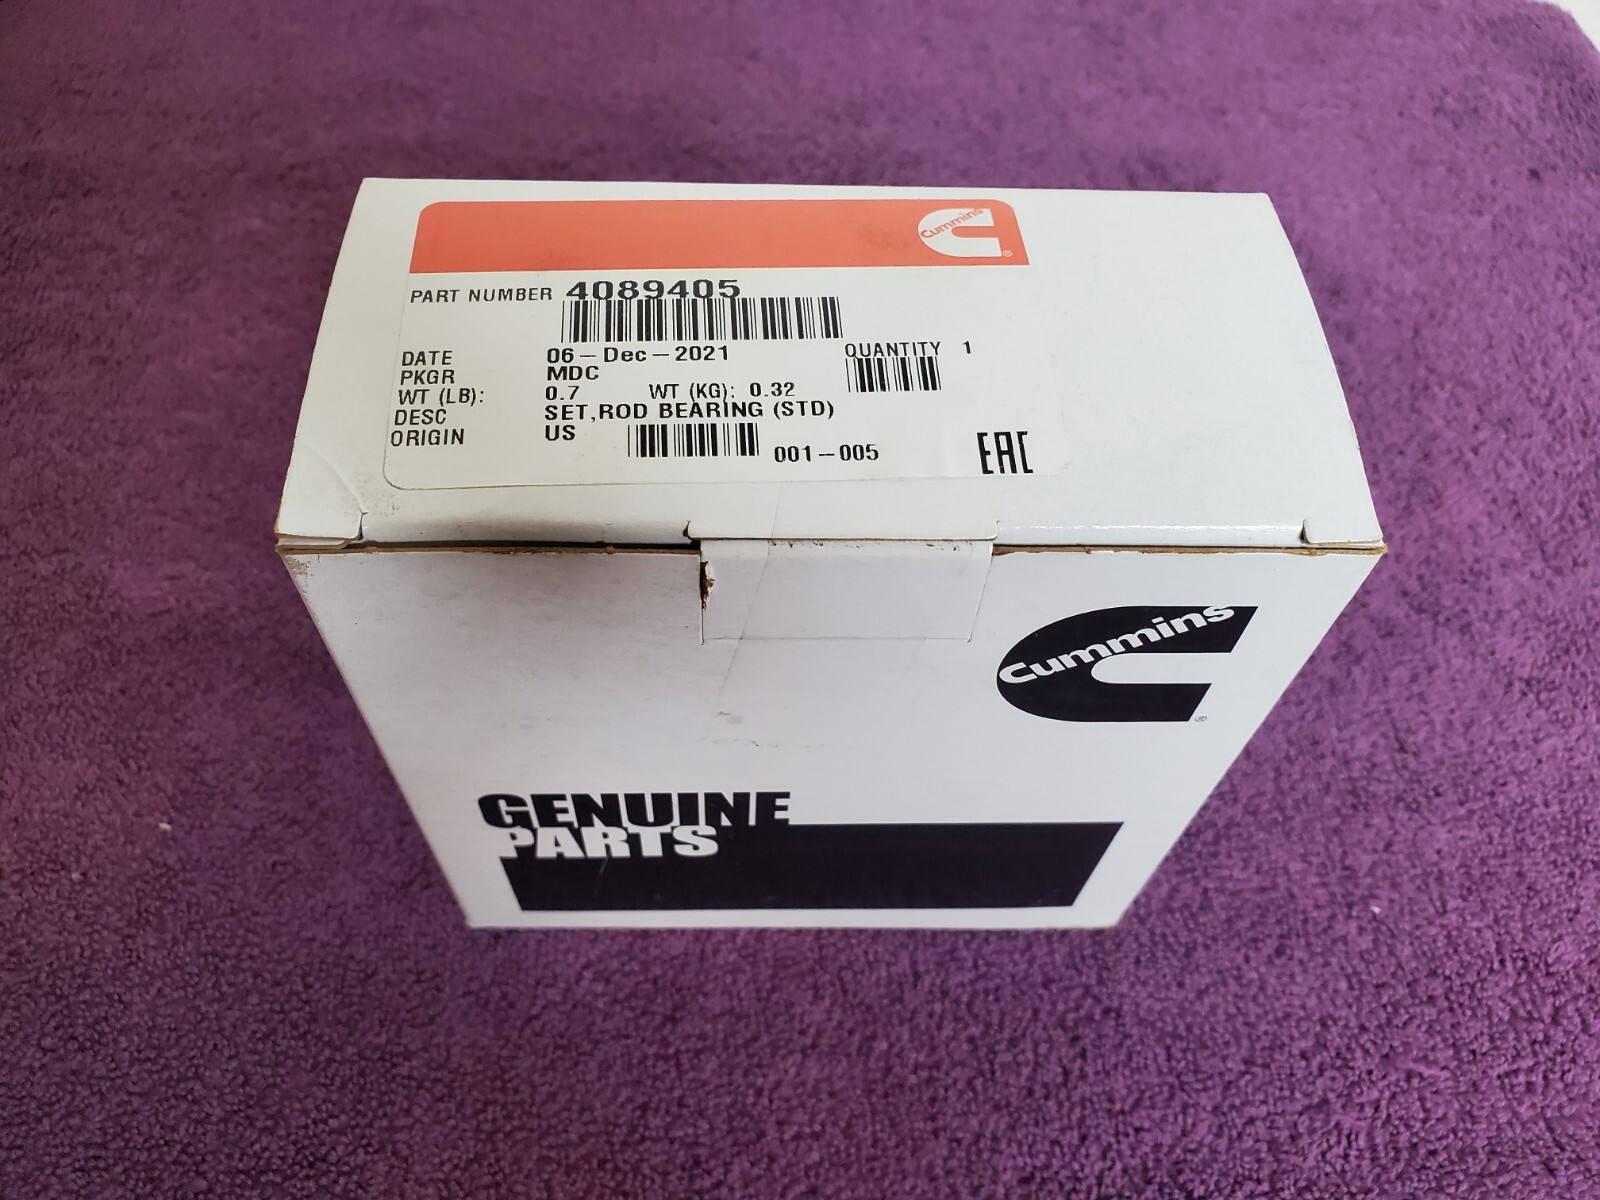 Cummins
®
PART NUMBER 4089405
DATE 06-Dec-2021 QUANTITY 1
PKGR MDC
WT (LB): 0.7 WT (KG): 0.32
DESC SET,ROD BEARING (STD)
ORIGIN US
001-005 EAC
Cummins
®
GENUINE
PARTS